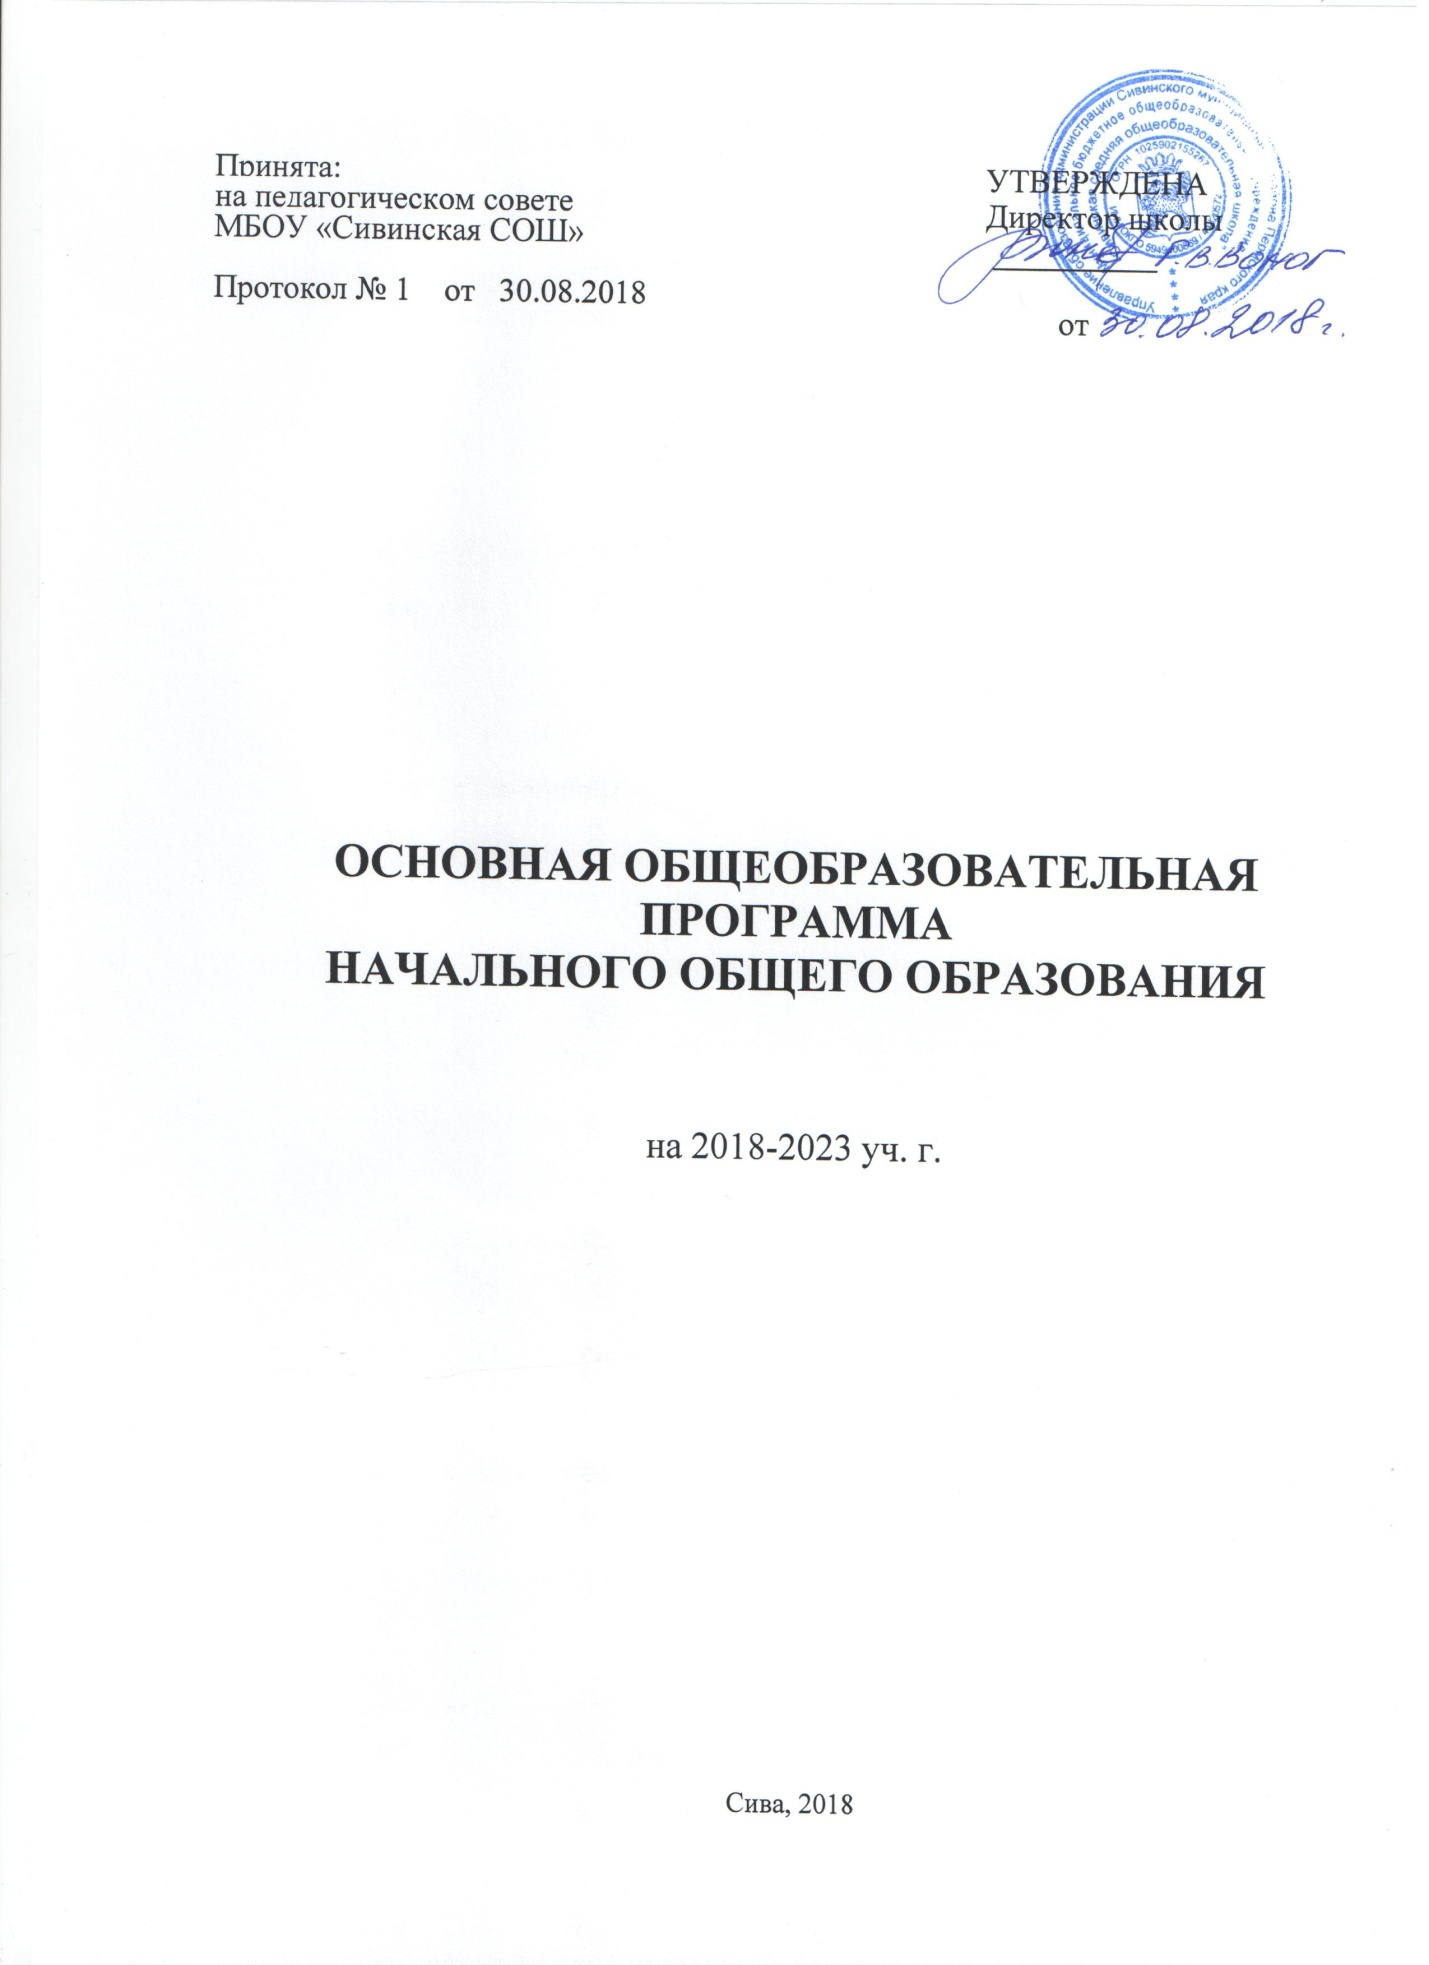 Принята:
на педагогическом совете
МБОУ «Сивинская СОШ»
Протокол № 1 от 30.08.2018
УТВЕРЖДЕНА
Директор школы
от 30.08.2018 г.
ОСНОВНАЯ ОБЩЕОБРАЗОВАТЕЛЬНАЯ
ПРОГРАММА
НАЧАЛЬНОГО ОБЩЕГО ОБРАЗОВАНИЯ
на 2018-2023 уч. г.
Сива, 2018